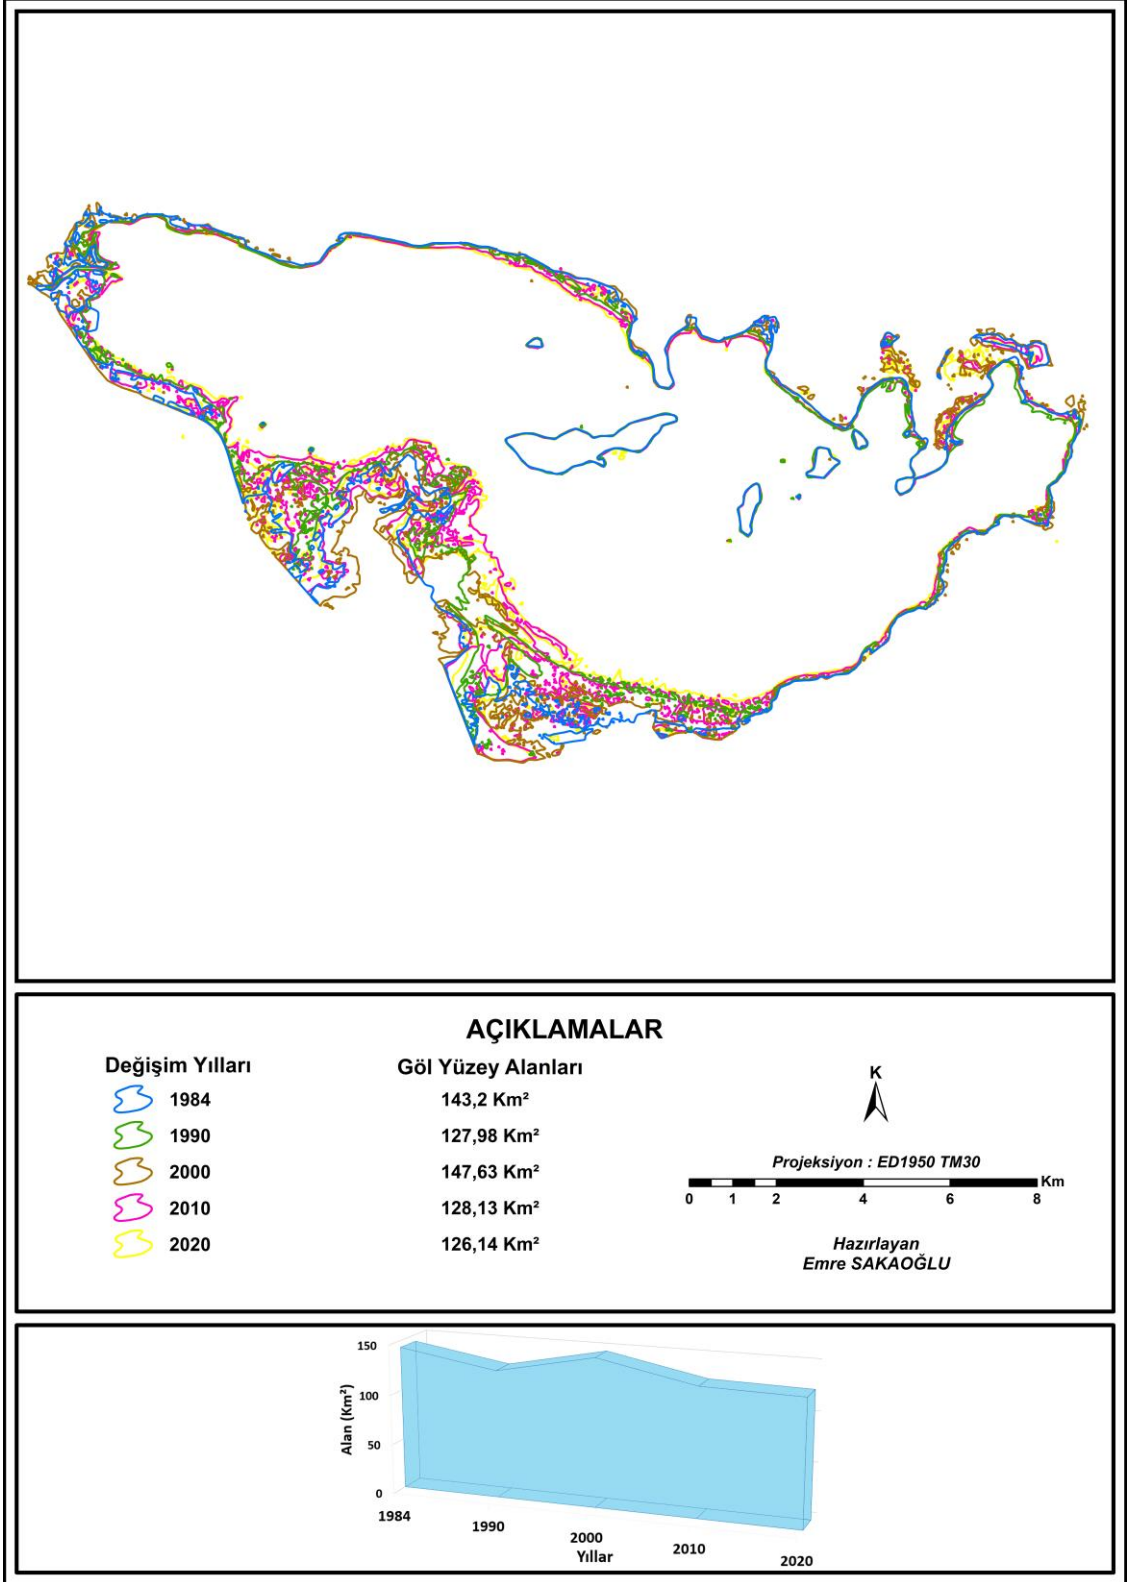 AÇIKLAMALAR
Değişim Yılları
Göl Yüzey Alanları
1984
143,2 Km²
1990
127,98 Km²
2000
147,63 Km²
2010
128,13 Km²
2020
126,14 Km²
K
Projeksiyon : ED1950 TM30
0 1 2 4 6 8 Km
Hazırlayan
Emre SAKAOĞLU
150
100
50
0
Alan (Km²)
1984
1990
2000
2010
2020
Yıllar